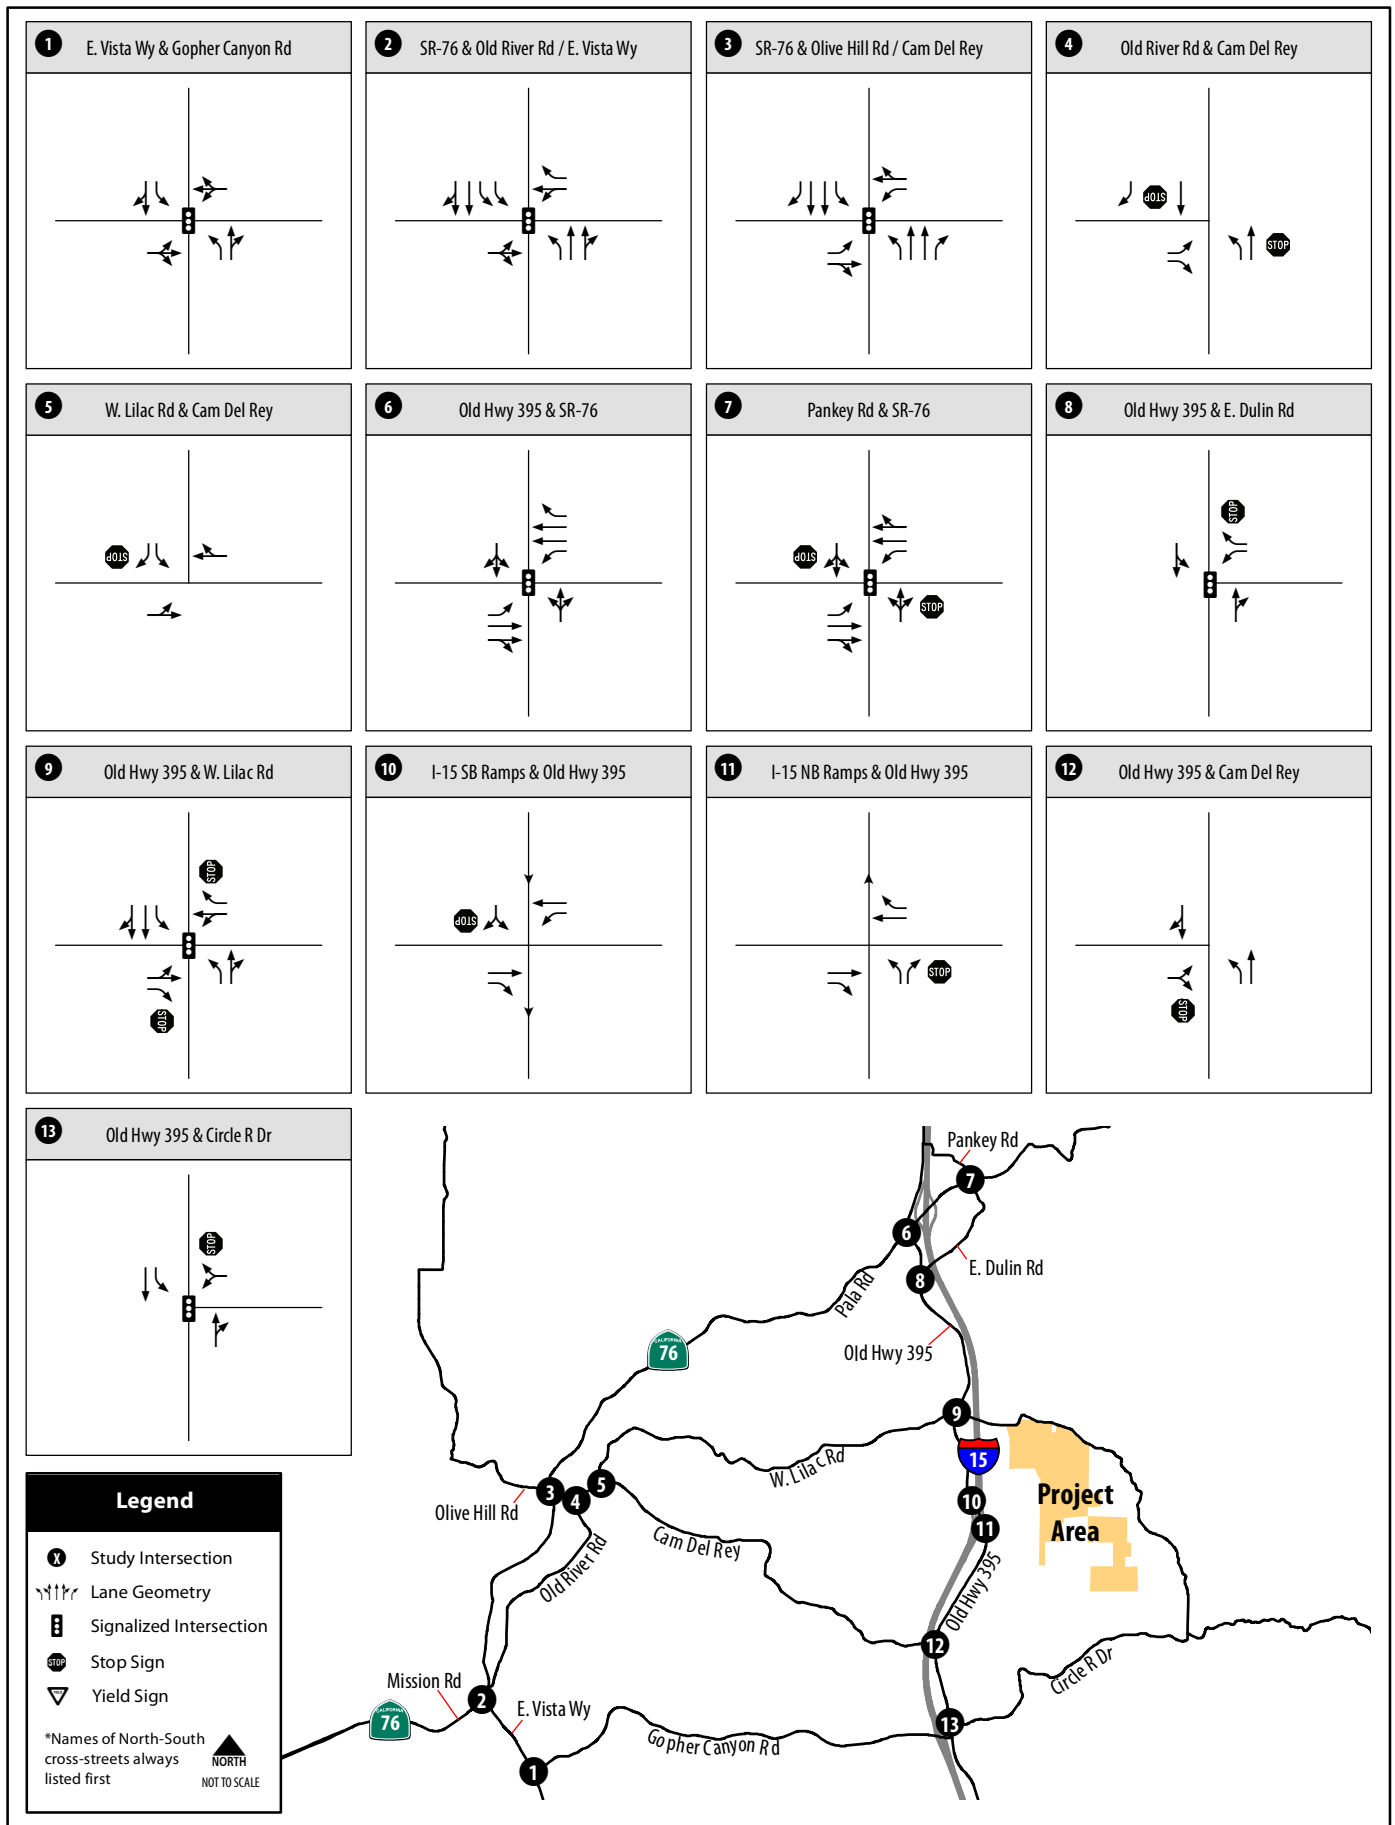 1 E. Vista Wy & Gopher Canyon Rd
2 SR-76 & Old River Rd / E. Vista Wy
3 SR-76 & Olive Hill Rd / Cam Del Rey
4 Old River Rd & Cam Del Rey
STOP
STOP
5 W. Lilac Rd & Cam Del Rey
STOP
6 Old Hwy 395 & SR-76
7 Pankey Rd & SR-76
STOP
STOP
8 Old Hwy 395 & E. Dulin Rd
STOP
9 Old Hwy 395 & W. Lilac Rd
STOP
STOP
10 I-15 SB Ramps & Old Hwy 395
STOP
11 I-15 NB Ramps & Old Hwy 395
STOP
12 Old Hwy 395 & Cam Del Rey
STOP
13 Old Hwy 395 & Circle R Dr
STOP
Pankey Rd
7
6
E. Dulin Rd
8
Pala Rd
CALIFORNIA
76
Old Hwy 395
9
15
W. Lilac Rd
Project
Area
5
3
4
10
11
Olive Hill Rd
Cam Del Rey
Old River Rd
Old Hwy 395
12
Circle R Dr
Mission Rd
2
E. Vista Wy
CALIFORNIA
76
13
Gopher Canyon Rd
1
Legend
X Study Intersection
Lane Geometry
Signalized Intersection
STOP Stop Sign
Yield Sign
*Names of North-South
cross-streets always
listed first
NORTH
NOT TO SCALE